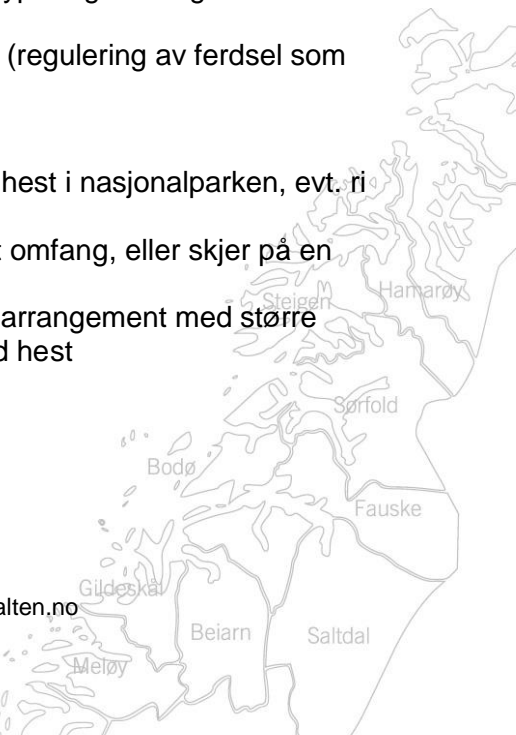 (regulering av ferdsel som
hest i nasjonalparken, evt. ri
omfang, eller skjer på en
arrangement med større
d hest
Steigen
Hamarøy
Sørfold
Bodø
Fauske
Gildeskål
alten.no
Beiarn
Saltdal
Meløy